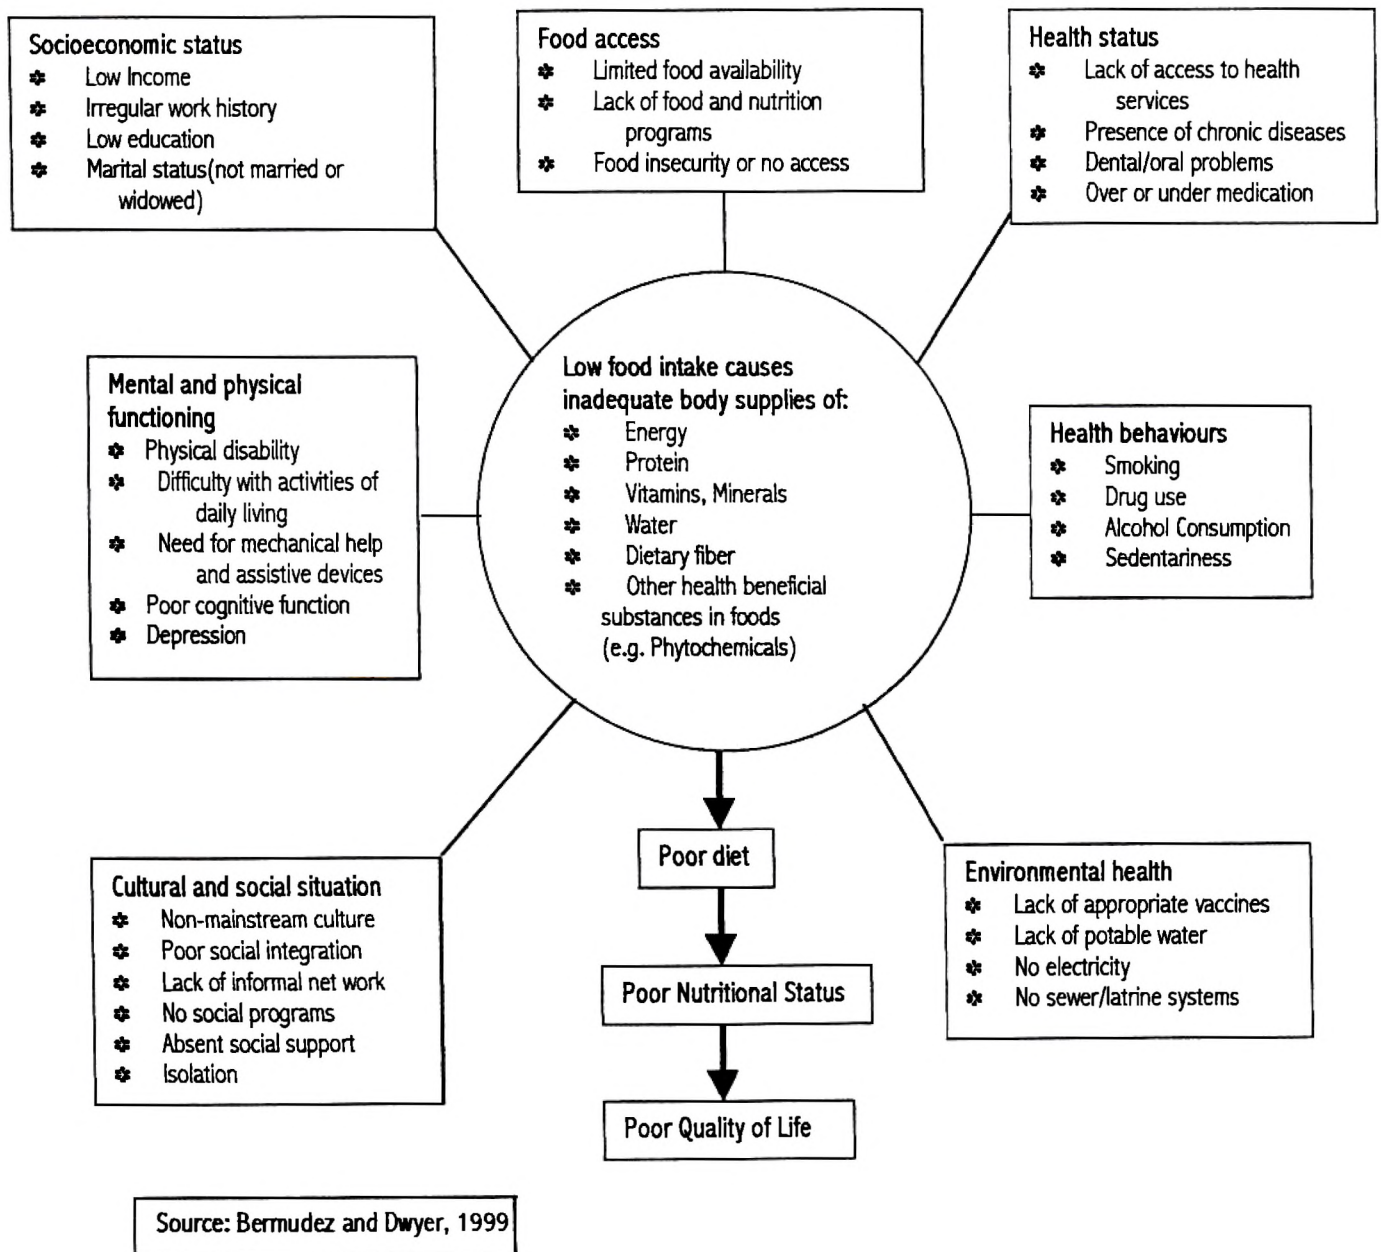 Socioeconomic status
✽ Low Income
✽ Irregular work history
✽ Low education
✽ Marital status(not married or
widowed)
Food access
✽ Limited food availability
✽ Lack of food and nutrition
programs
✽ Food insecurity or no access
Health status
✽ Lack of access to health
services
✽ Presence of chronic diseases
✽ Dental/oral problems
✽ Over or under medication
Mental and physical
functioning
✽ Physical disability
✽ Difficulty with activities of
daily living
✽ Need for mechanical help
and assistive devices
✽ Poor cognitive function
✽ Depression
Low food intake causes
inadequate body supplies of:
✽ Energy
✽ Protein
✽ Vitamins, Minerals
✽ Water
✽ Dietary fiber
✽ Other health beneficial
substances in foods
(e.g. Phytochemicals)
Health behaviours
✽ Smoking
✽ Drug use
✽ Alcohol Consumption
✽ Sedentariness
Cultural and social situation
✽ Non-mainstream culture
✽ Poor social integration
✽ Lack of informal net work
✽ No social programs
✽ Absent social support
✽ Isolation
Poor diet
Poor Nutritional Status
Poor Quality of Life
Environmental health
✽ Lack of appropriate vaccines
✽ Lack of potable water
✽ No electricity
✽ No sewer/latrine systems
Source: Bermudez and Dwyer, 1999